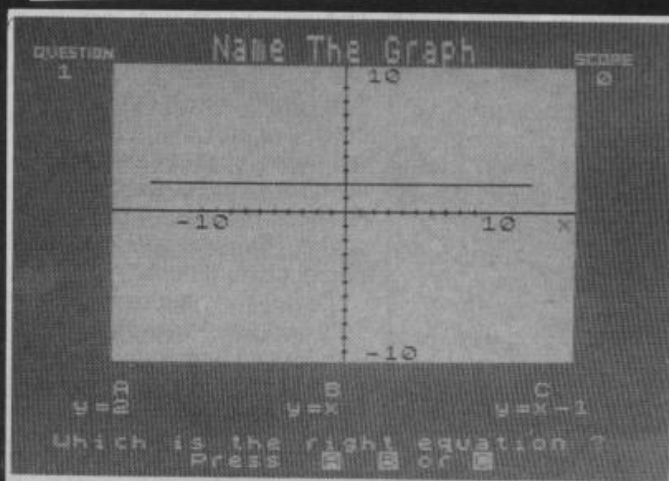 Name The Graph
QUESTION
1
SCORE
0
10
-10
10
x
-10
A
B
C
y=2
y=x
y=x-1
Which is the right equation ?
Press A B or C